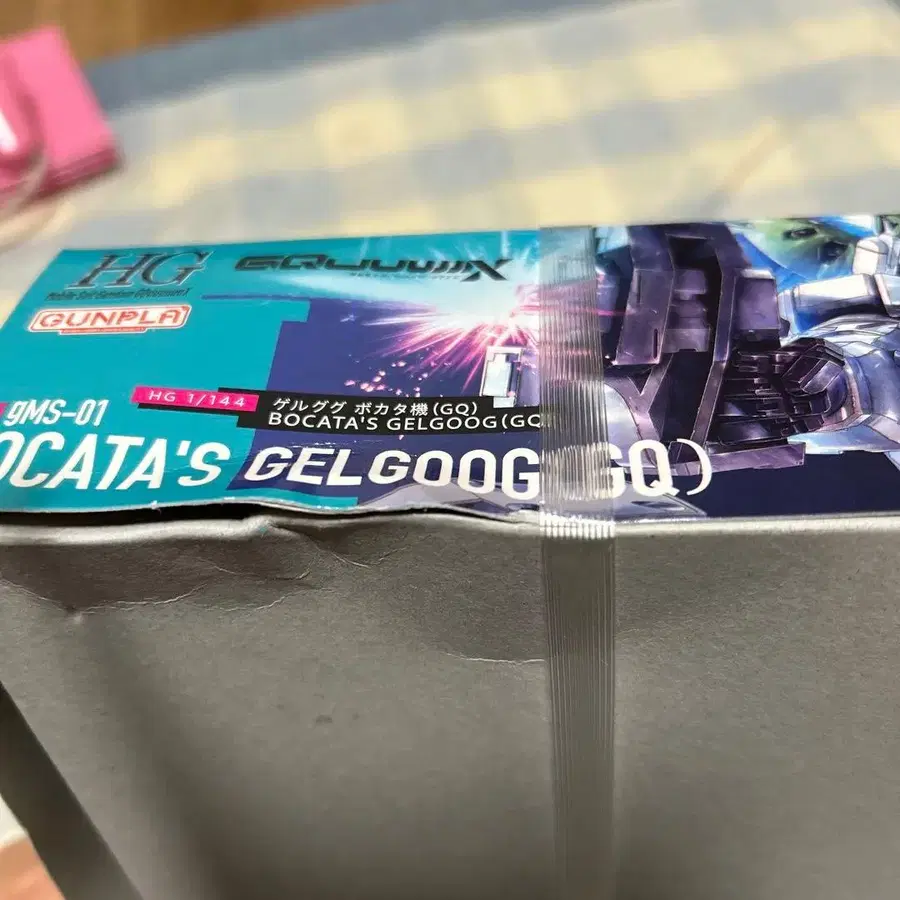 HG
GQuuuuuuX
GUNPLA
gMS-01
HG 1/144
ゲルググ ボカタ機(GQ)
BOCATA'S GELGOOG(GQ
OCATA'S GELGOOG(GQ)